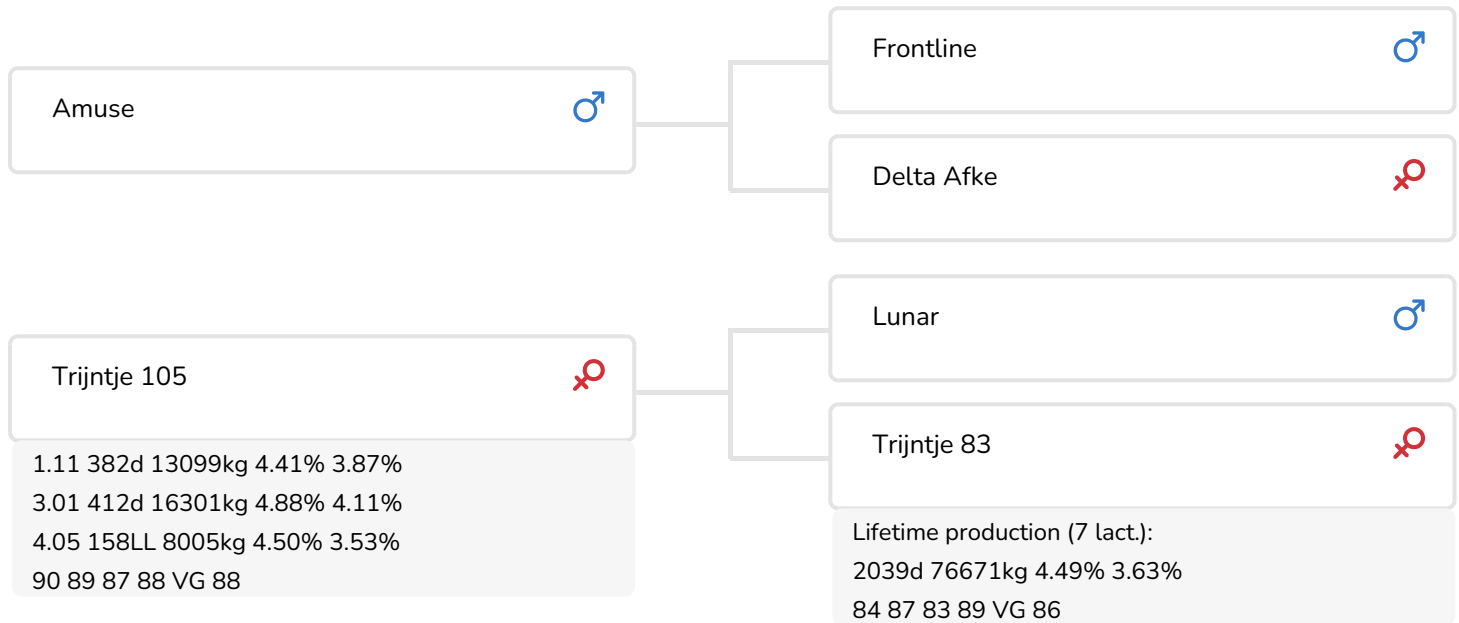 Amuse
Frontline
Delta Afke
Trijntje 105
1.11 382d 13099kg 4.41% 3.87%
3.01 412d 16301kg 4.88% 4.11%
4.05 158LL 8005kg 4.50% 3.53%
90 89 87 88 VG 88
Lunar
Trijntje 83
Lifetime production (7 lact.):
2039d 76671kg 4.49% 3.63%
84 87 83 89 VG 86